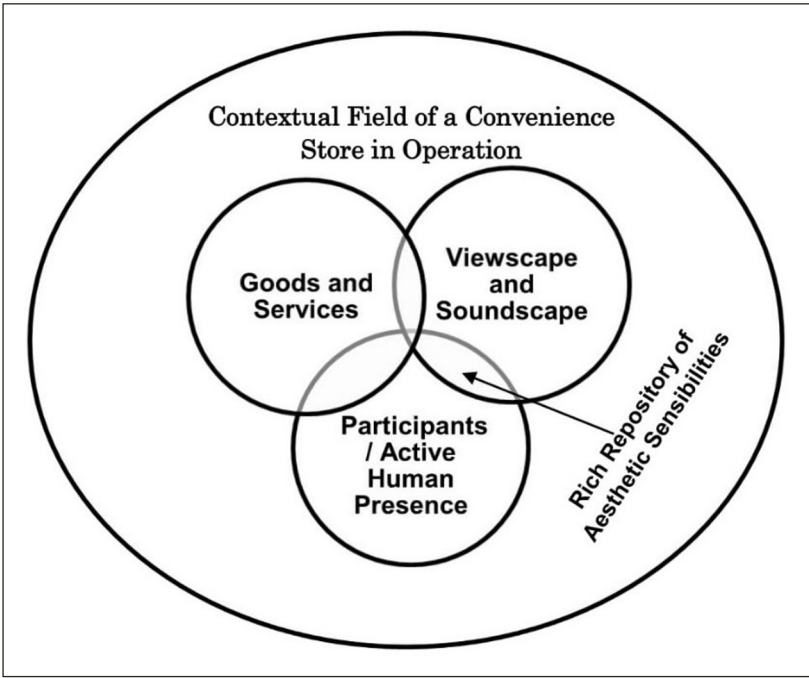 Contextual Field of a Convenience
Store in Operation
Goods and
Services
Viewscape
and
Soundscape
Participants
/ Active
Human
Presence
Rich Repository of
Aesthetic Sensibilities